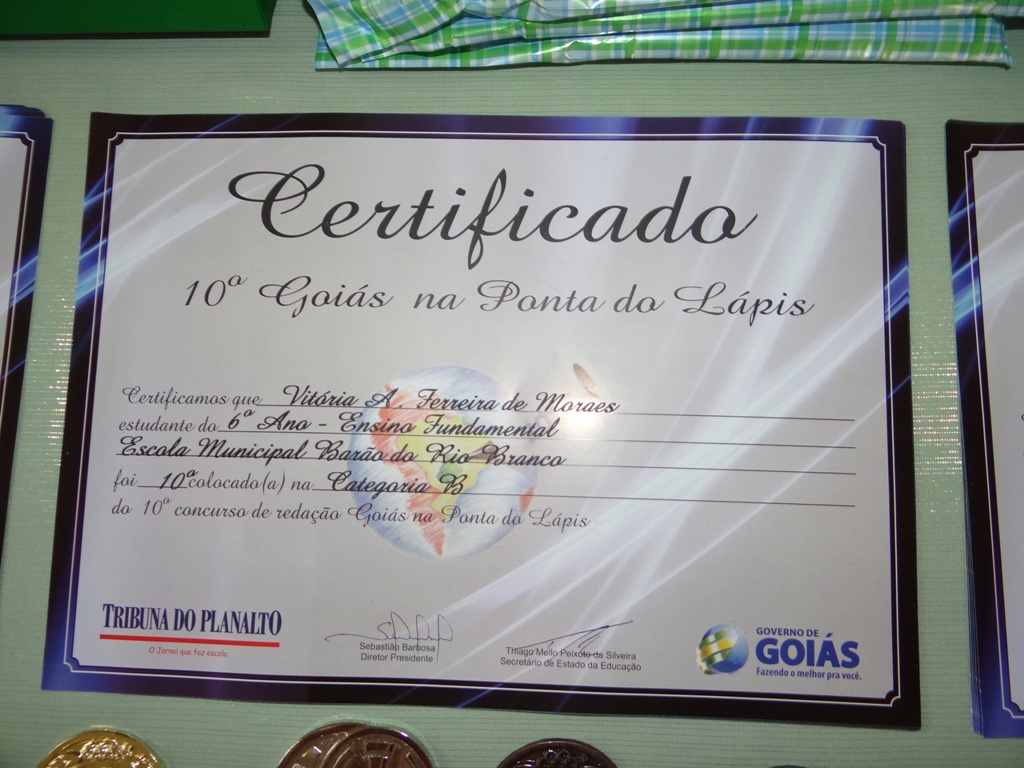 Certificado
10º Goiás na Ponta do Lápis
Certificamos que Vitória A. Ferreira de Moraes
estudante do 6º Ano - Ensino Fundamental
Escola Municipal Barão do Rio Branco
foi 10º colocado(a) na Categoria B
do 10º concurso de redação Goiás na Ponta do Lápis
TRIBUNA DO PLANALTO
O Jornal que faz escola
Sebastião Barbosa
Diretor Presidente
Thiago Mello Peixoto da Silveira
Secretário de Estado da Educação
GOVERNO DE
GOIÁS
Fazendo o melhor pra você.